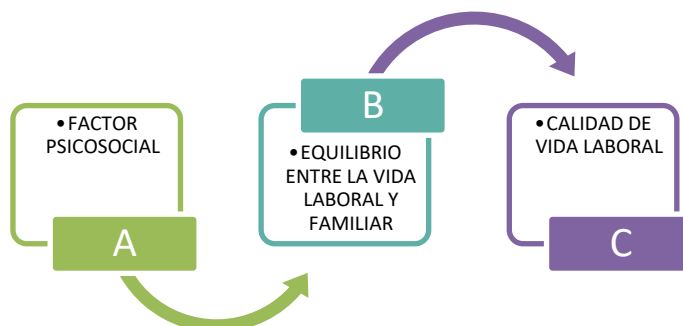 • FACTOR
PSICOSOCIAL
A
B
• EQUILIBRIO
ENTRE LA VIDA
LABORAL Y
FAMILIAR
• CALIDAD DE
VIDA LABORAL
C